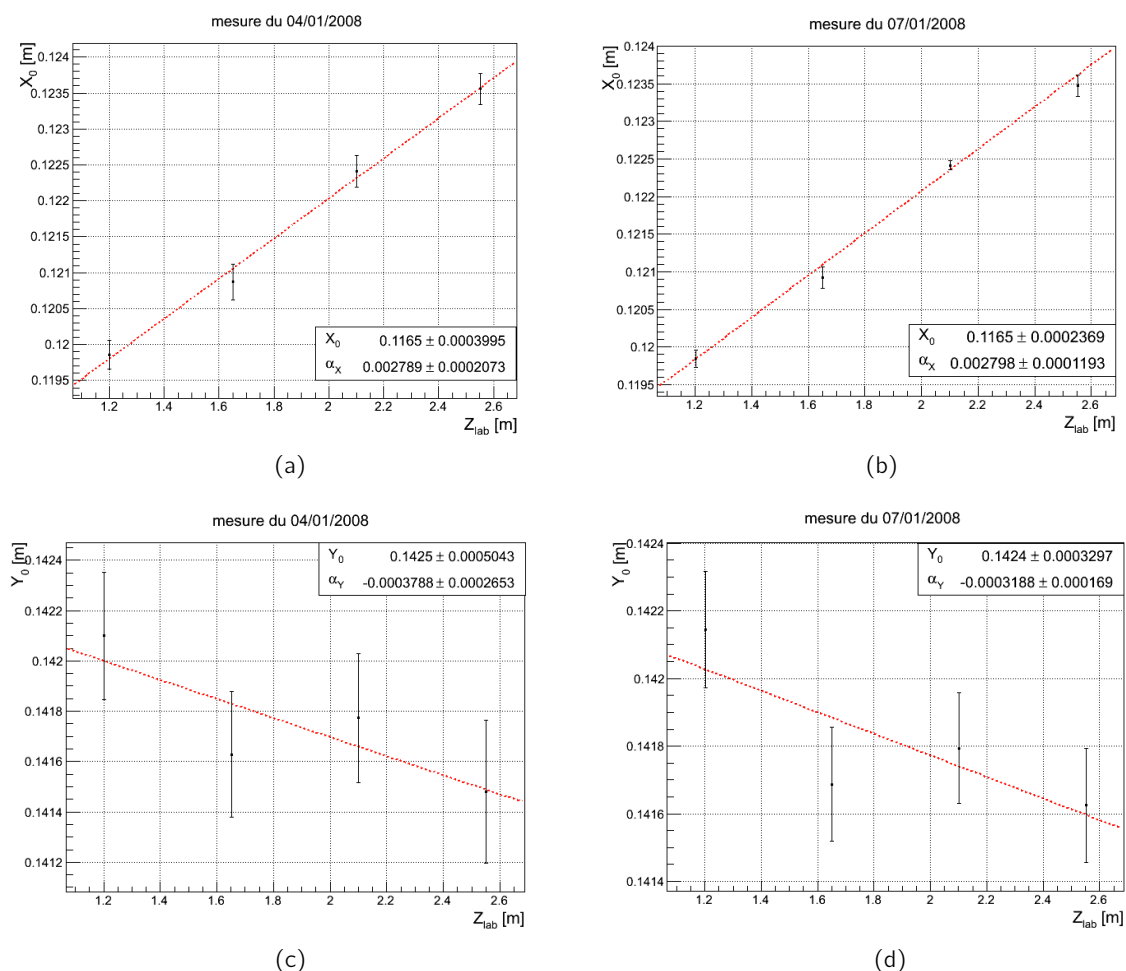 mesure du 04/01/2008
X₀ [m]
0.124
0.1235
0.123
0.1225
0.122
0.1215
0.121
0.1205
0.12
0.1195
X₀ 0.1165 ± 0.0003995
αX 0.002789 ± 0.0002073
1.2 1.4 1.6 1.8 2 2.2 2.4 2.6
Zlab [m]
(a)
mesure du 07/01/2008
X₀ [m]
0.124
0.1235
0.123
0.1225
0.122
0.1215
0.121
0.1205
0.12
0.1195
X₀ 0.1165 ± 0.0002369
αX 0.002798 ± 0.0001193
1.2 1.4 1.6 1.8 2 2.2 2.4 2.6
Zlab [m]
(b)
mesure du 04/01/2008
Y₀ [m]
0.1424
0.1422
0.142
0.1418
0.1416
0.1414
0.1412
Y₀ 0.1425 ± 0.0005043
αY -0.0003788 ± 0.0002653
1.2 1.4 1.6 1.8 2 2.2 2.4 2.6
Zlab [m]
(c)
mesure du 07/01/2008
Y₀ [m]
0.1424
0.1422
0.142
0.1418
0.1416
0.1414
Y₀ 0.1424 ± 0.0003297
αY -0.0003188 ± 0.000169
1.2 1.4 1.6 1.8 2 2.2 2.4 2.6
Zlab [m]
(d)